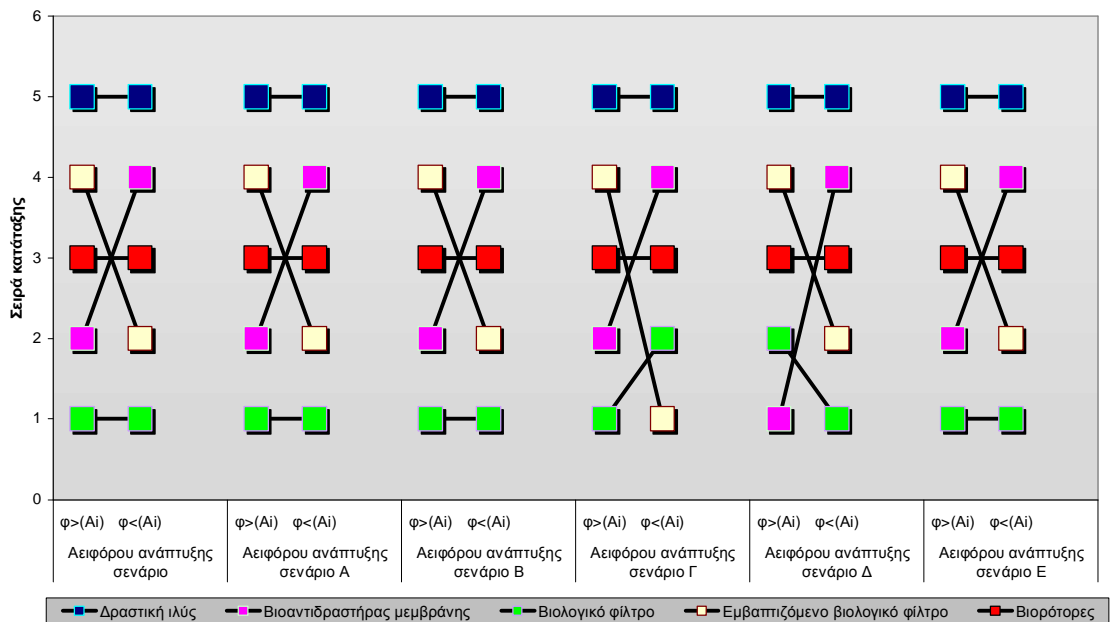 6
5
4
3
2
1
0
Σειρά κατάταξης
φ>(Ai) φ<(Ai) φ>(Ai) φ<(Ai) φ>(Ai) φ<(Ai) φ>(Ai) φ<(Ai) φ>(Ai) φ<(Ai) φ>(Ai) φ<(Ai)
Αειφόρου ανάπτυξης Αειφόρου ανάπτυξης Αειφόρου ανάπτυξης Αειφόρου ανάπτυξης Αειφόρου ανάπτυξης Αειφόρου ανάπτυξης
σενάριο σενάριο Α σενάριο Β σενάριο Γ σενάριο Δ σενάριο Ε
Δραστική ιλύς Βιοαντιδραστήρας μεμβράνης Βιολογικό φίλτρο Εμβαπτιζόμενο βιολογικό φίλτρο Βιορότορες